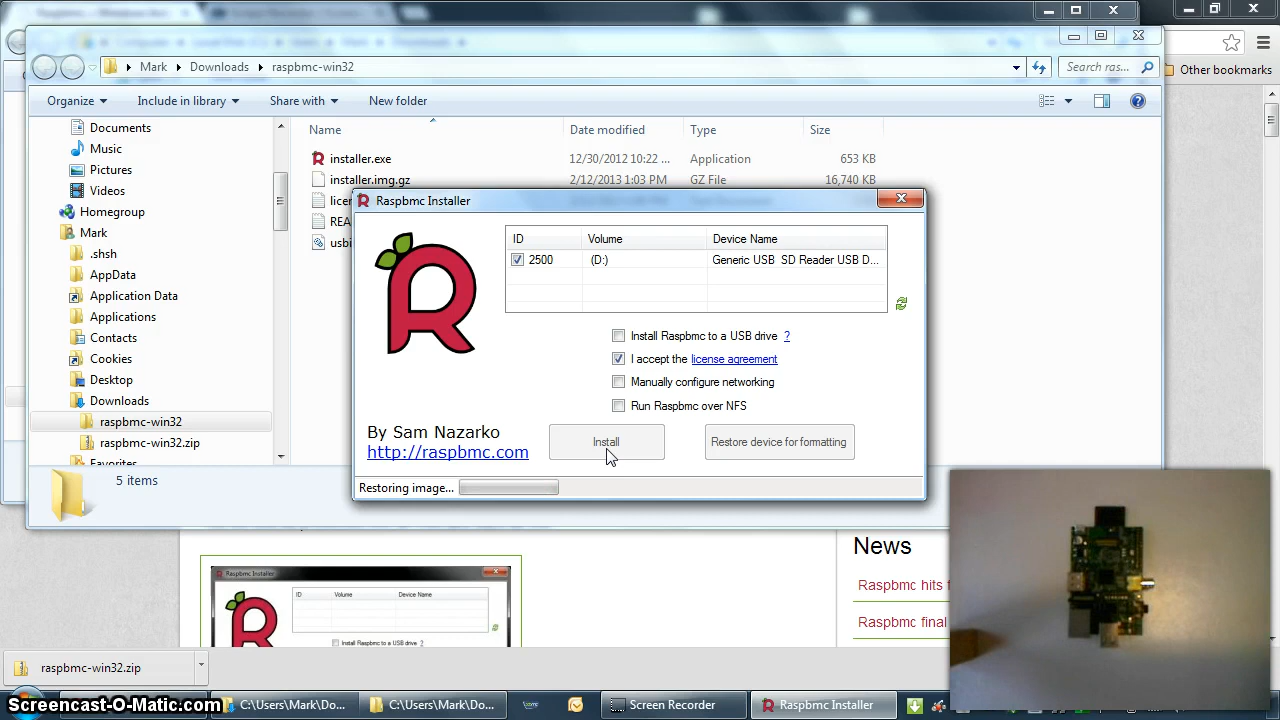 Other bookmarks
Mark
Downloads
raspbmc-win32
Search ras...
Organize
Include in library
Share with
New folder
Documents
Music
Pictures
Videos
Homegroup
Mark
.shsh
AppData
Application Data
Applications
Contacts
Cookies
Desktop
Downloads
raspbmc-win32
raspbmc-win32.zip
Favorites
Name
Date modified
Type
Size
installer.exe
12/30/2012 10:22 ...
Application
653 KB
installer.img.gz
2/12/2013 1:03 PM
GZ File
16,740 KB
licen
REA
usbi
Raspbmc Installer
ID
Volume
Device Name
2500
(D:)
Generic USB SD Reader USB D...
Install Raspbmc to a USB drive ?
I accept the license agreement
Manually configure networking
Run Raspbmc over NFS
By Sam Nazarko
http://raspbmc.com
Install
Restore device for formatting
Restoring image...
5 items
Raspbmc Installer
ID
Volume
Device Name
Install Raspbmc to a USB drive ?
News
Raspbmc hits f
Raspbmc final
raspbmc-win32.zip
Screencast-O-Matic.com
C:\Users\Mark\Do...
C:\Users\Mark\Do...
Screen Recorder
Raspbmc Installer